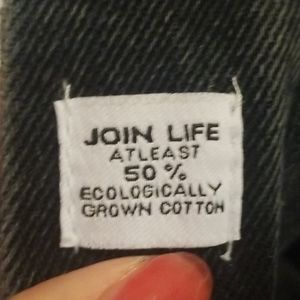 JOIN LIFE
ATLEAST
50%
ECOLOGICALLY
GROWN COTTON